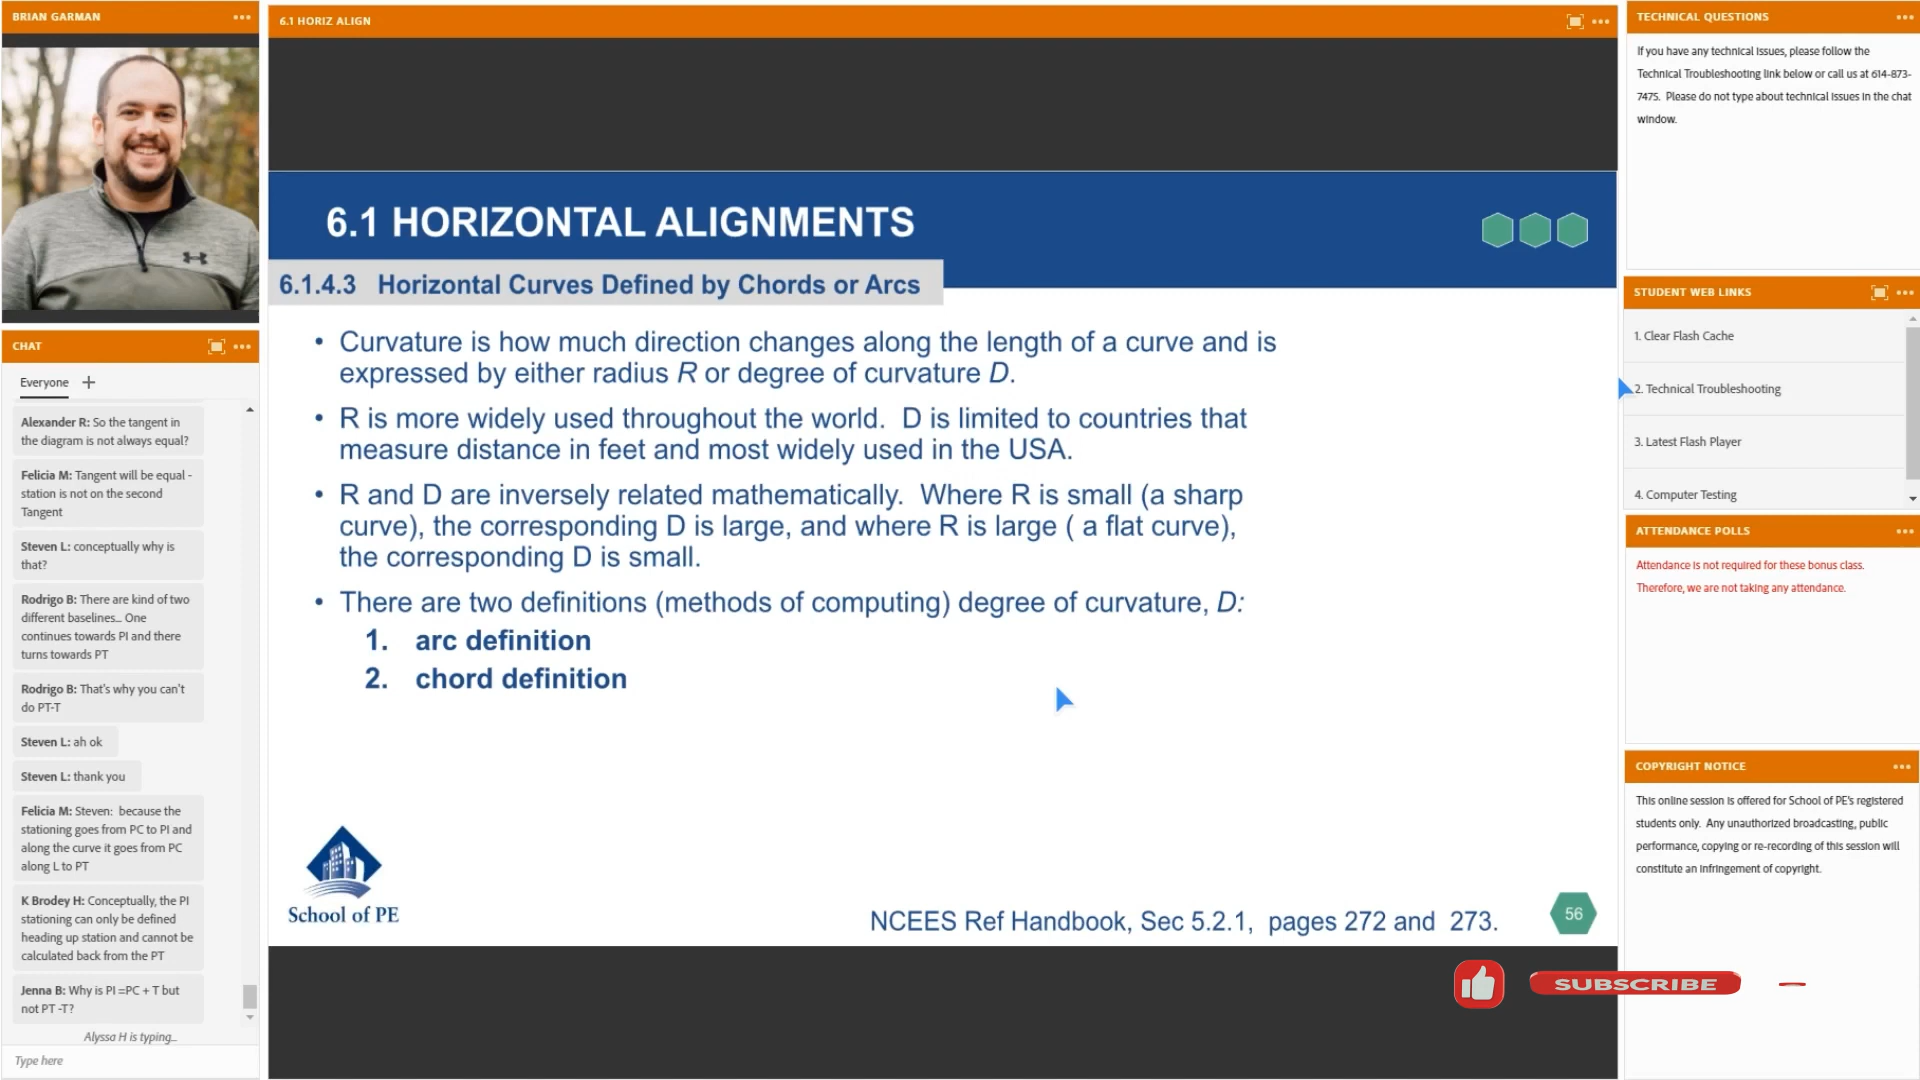 BRIAN GARMAN
CHAT
Everyone
Alexander R: So the tangent in
the diagram is not always equal?
Felicia M: Tangent will be equal -
station is not on the second
Tangent
Steven L: conceptually why is
that?
Rodrigo B: There are kind of two
different baselines... One
continues towards PI and there
turns towards PT
Rodrigo B: That's why you can't
do PT-T
Steven L: ah ok
Steven L: thank you
Felicia M: Steven: because the
stationing goes from PC to PI and
along the curve it goes from PC
along L to PT
K Brodey H: Conceptually, the PI
stationing can only be defined
heading up station and cannot be
calculated back from the PT
Jenna B: Why is PI =PC + T but
not PT -T?
Alyssa H is typing...
Type here
6.1 HORIZ ALIGN
6.1 HORIZONTAL ALIGNMENTS
6.1.4.3 Horizontal Curves Defined by Chords or Arcs
• Curvature is how much direction changes along the length of a curve and is
expressed by either radius R or degree of curvature D.
• R is more widely used throughout the world. D is limited to countries that
measure distance in feet and most widely used in the USA.
• R and D are inversely related mathematically. Where R is small (a sharp
curve), the corresponding D is large, and where R is large ( a flat curve),
the corresponding D is small.
• There are two definitions (methods of computing) degree of curvature, D:
1. arc definition
2. chord definition
School of PE
NCEES Ref Handbook, Sec 5.2.1, pages 272 and 273.
56
SUBSCRIBE
TECHNICAL QUESTIONS
If you have any technical issues, please follow the
Technical Troubleshooting link below or call us at 614-873-
7475. Please do not type about technical issues in the chat
window.
STUDENT WEB LINKS
1. Clear Flash Cache
2. Technical Troubleshooting
3. Latest Flash Player
4. Computer Testing
ATTENDANCE POLLS
Attendance is not required for these bonus class.
Therefore, we are not taking any attendance.
COPYRIGHT NOTICE
This online session is offered for School of PE's registered
students only. Any unauthorized broadcasting, public
performance, copying or re-recording of this session will
constitute an infringement of copyright.